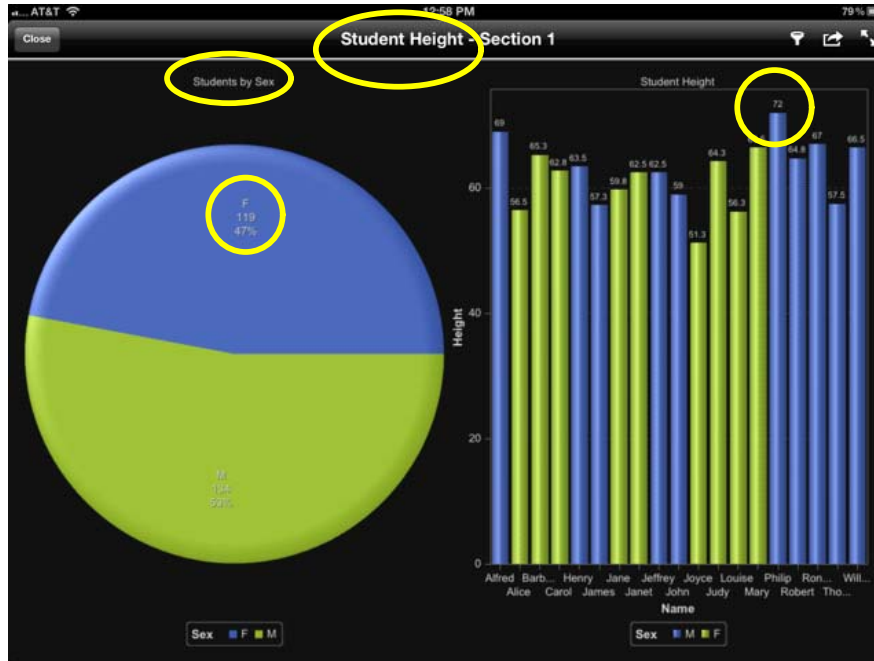 AT&T 12:58 PM 79%
Close Student Height - Section 1
Students by Sex
F
119
47%
M
134
53%
Sex F M
Student Height
69 56.5 65.3 62.8 63.5 57.3 59.8 62.5 62.5 59 51.3 64.3 56.3 72 64.8 67 57.5 66.5
60
40
20
0
Height
Alfred Barb... Henry Jane Jeffrey Joyce Louise Philip Ron... Will...
Alice Carol James Janet John Judy Mary Robert Tho...
Name
Sex M F